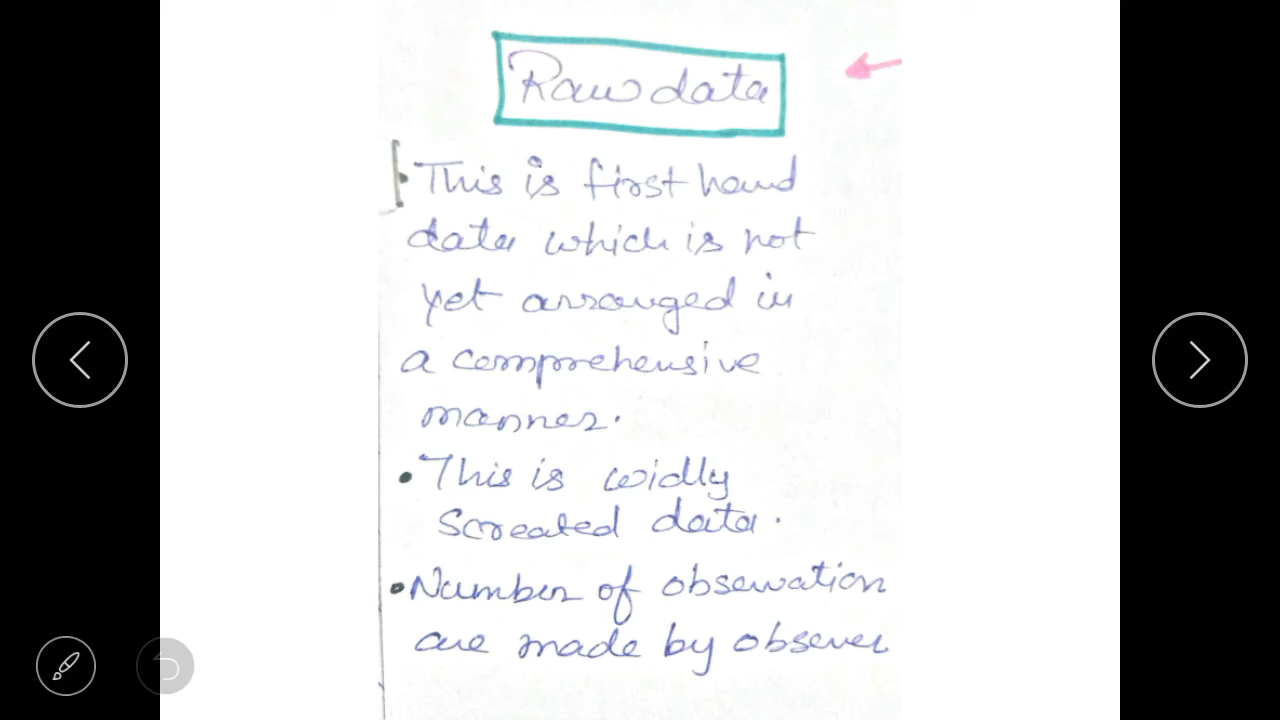 Raw data
This is first hand
data which is not
yet arranged in
a comprehensive
manner.
• This is widly
Screated data.
• Number of observation
are made by obserer